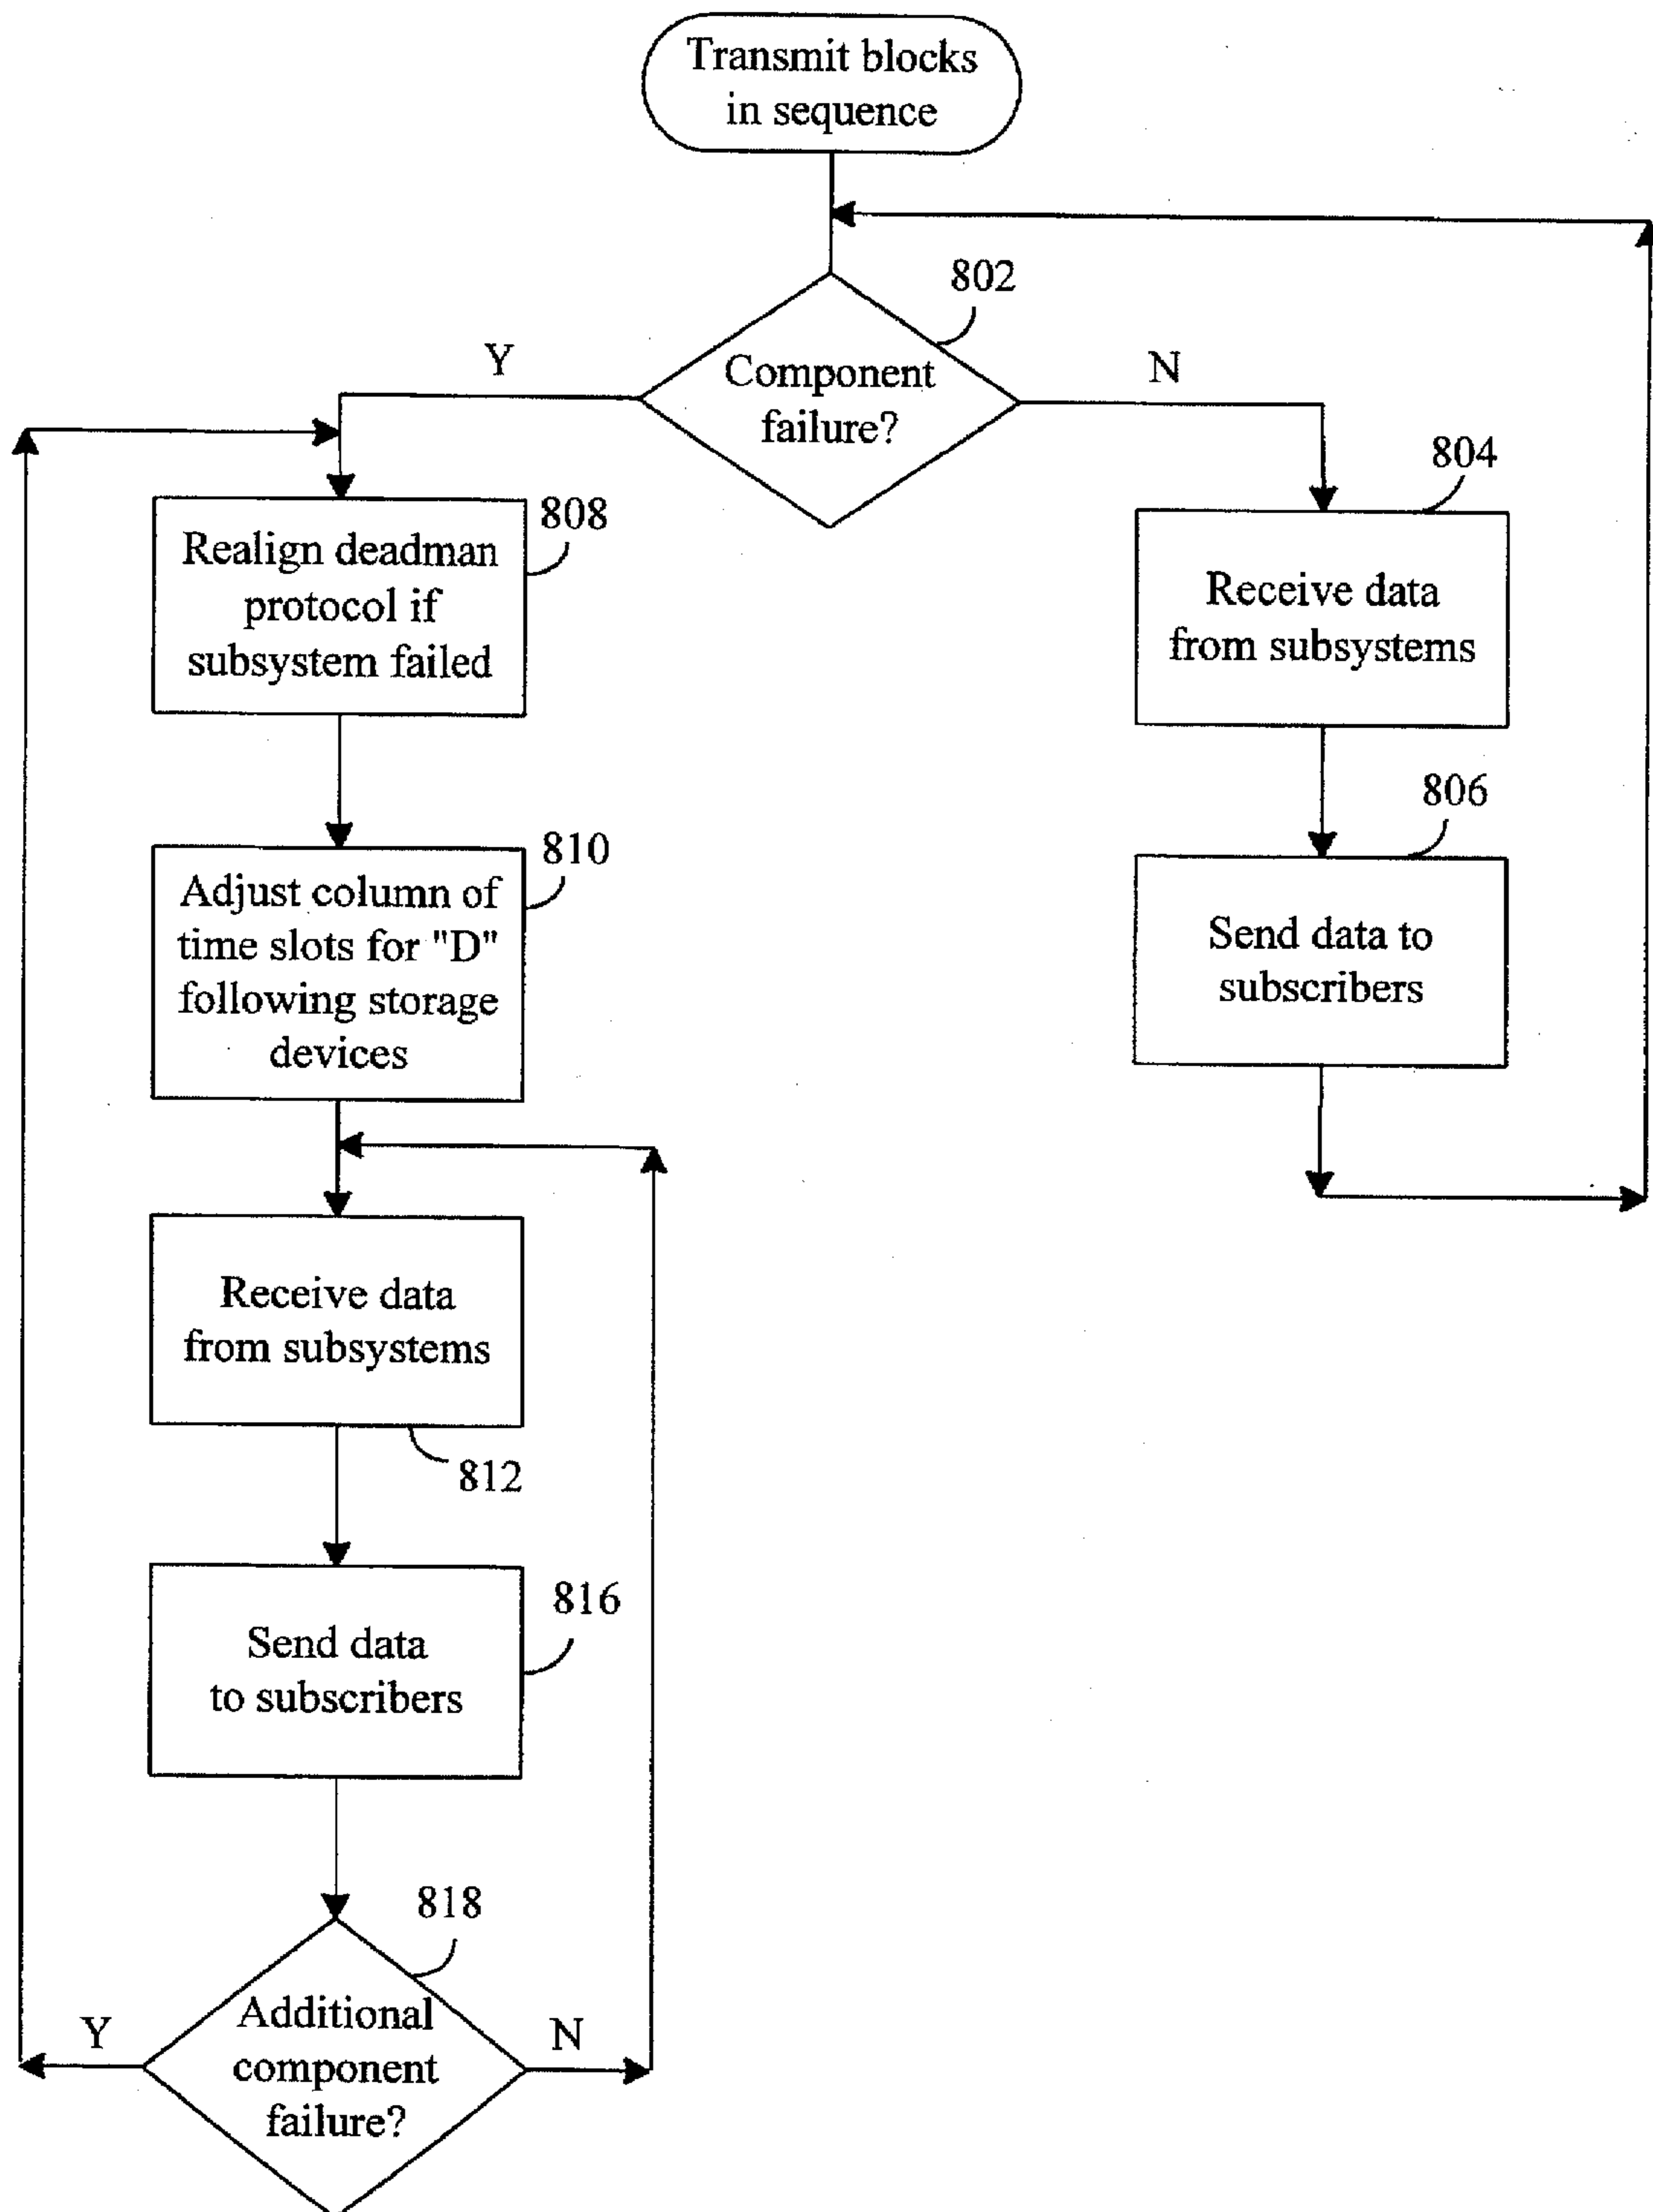 Transmit blocks
in sequence
802
Component
failure?
Y
N
808
Realign deadman
protocol if
subsystem failed
804
Receive data
from subsystems
810
Adjust column of
time slots for "D"
following storage
devices
806
Send data to
subscribers
Receive data
from subsystems
812
816
Send data
to subscribers
818
Additional
component
failure?
Y
N